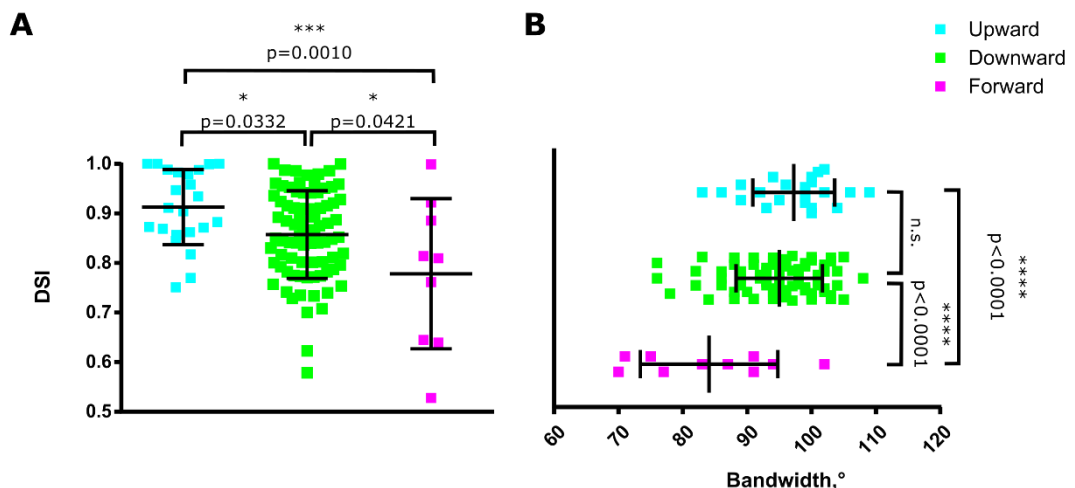 A
B
Upward
Downward
Forward
***
p=0.0010
*
p=0.0332
*
p=0.0421
1.0
0.9
0.8
0.7
0.6
0.5
DSI
n.s.
p<0.0001
****
p<0.0001
****
60
70
80
90
100
110
120
Bandwidth,°